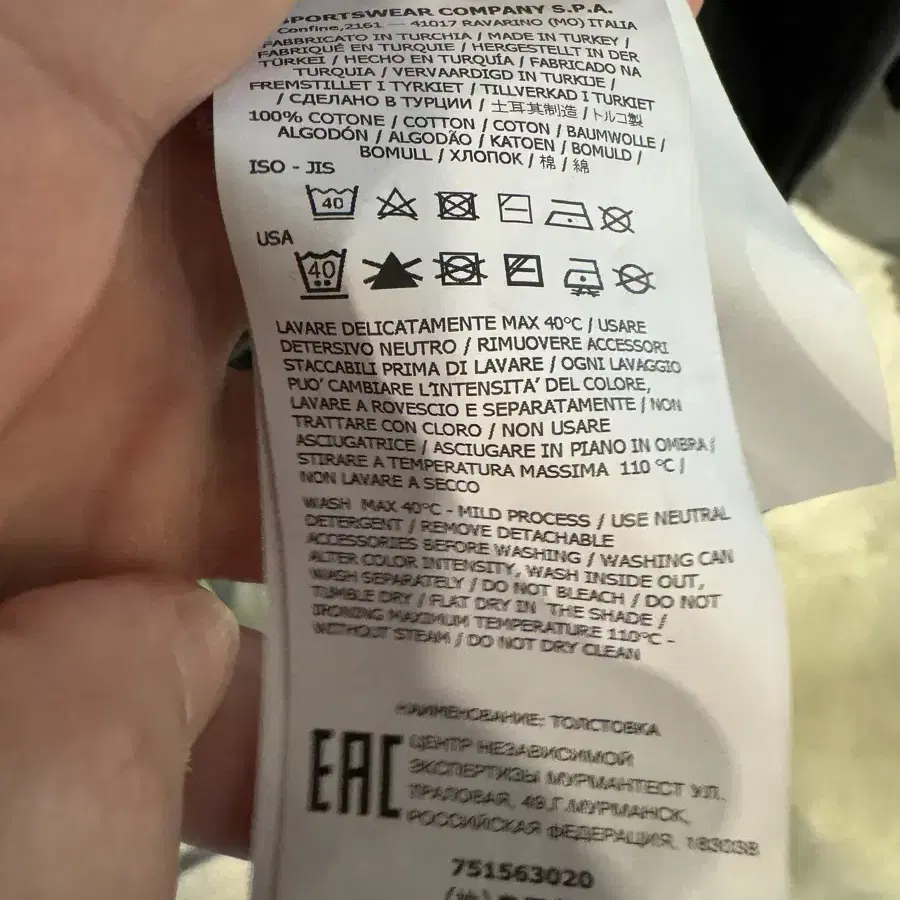 SPORTSWEAR COMPANY S.P.A.
Confine,2161 — 41017 RAVARINO (MO) ITALIA
FABBRICATO IN TURCHIA / MADE IN TURKEY /
FABRIQUÉ EN TURQUIE / HERGESTELLT IN DER
TÜRKEI / HECHO EN TURQUÍA / FABRICADO NA
TURQUIA / VERVAARDIGD IN TURKIJE /
FREMSTILLET I TYRKIET / TILLVERKAD I TURKIET
/ СДЕЛАНО В ТУРЦИИ / 土耳其制造 / トルコ製
100% COTONE / COTTON / COTON / BAUMWOLLE /
ALGODÓN / ALGODÃO / KATOEN / BOMULD /
BOMULL / ХЛОПОК / 棉 / 綿
ISO - JIS
40
USA
40
LAVARE DELICATAMENTE MAX 40°C / USARE
DETERSIVO NEUTRO / RIMUOVERE ACCESSORI
STACCABILI PRIMA DI LAVARE / OGNI LAVAGGIO
PUO' CAMBIARE L'INTENSITA' DEL COLORE,
LAVARE A ROVESCIO E SEPARATAMENTE / NON
TRATTARE CON CLORO / NON USARE
ASCIUGATRICE / ASCIUGARE IN PIANO IN OMBRA /
STIRARE A TEMPERATURA MASSIMA 110 °C /
NON LAVARE A SECCO
WASH MAX 40°C - MILD PROCESS / USE NEUTRAL
DETERGENT / REMOVE DETACHABLE
ACCESSORIES BEFORE WASHING / WASHING CAN
ALTER COLOR INTENSITY, WASH INSIDE OUT,
WASH SEPARATELY / DO NOT BLEACH / DO NOT
TUMBLE DRY / FLAT DRY IN THE SHADE /
IRONING MAXIMUM TEMPERATURE 110°C -
WITHOUT STEAM / DO NOT DRY CLEAN
НАИМЕНОВАНИЕ: ТОЛСТОВКА
EAC
ЦЕНТР НЕЗАВИСИМОЙ
ЭКСПЕРТИЗЫ МУРМАНТЕСТ УЛ.
ТРАЛОВАЯ, 49,Г.МУРМАНСК,
РОССИЙСКАЯ ФЕДЕРАЦИЯ, 183038
751563020